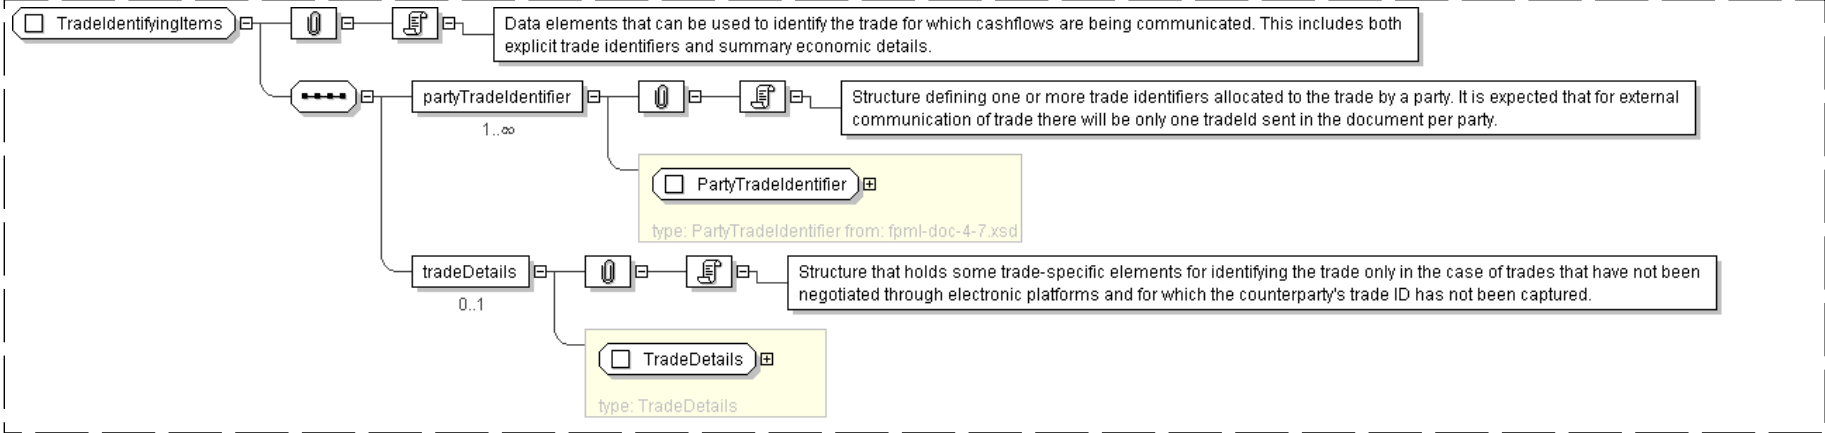 TradeIdentifyingItems
Data elements that can be used to identify the trade for which cashflows are being communicated. This includes both
explicit trade identifiers and summary economic details.
partyTradeIdentifier
1..∞
Structure defining one or more trade identifiers allocated to the trade by a party. It is expected that for external
communication of trade there will be only one tradeId sent in the document per party.
PartyTradeIdentifier
type: PartyTradeIdentifier from: fpml-doc-4-7.xsd
tradeDetails
0..1
Structure that holds some trade-specific elements for identifying the trade only in the case of trades that have not been
negotiated through electronic platforms and for which the counterparty's trade ID has not been captured.
TradeDetails
type: TradeDetails